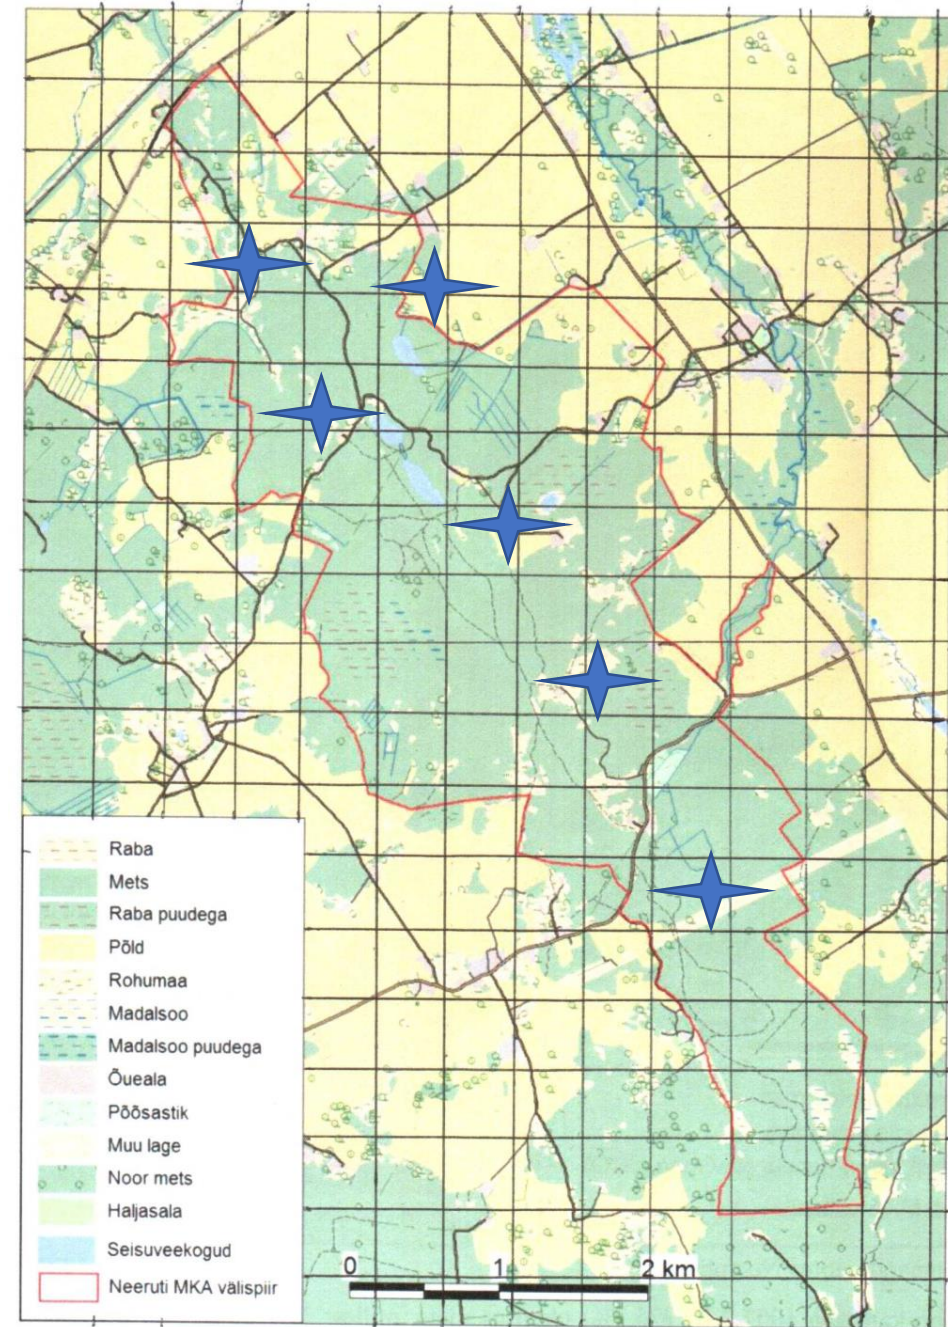 Raba
Mets
Raba puudega
Põld
Rohumaa
Madalsoo
Madalsoo puudega
Õueala
Põõsastik
Muu lage
Noor mets
Haljasala
Seisuveekogud
Neeruti MKA välispiir
0 1 2 km